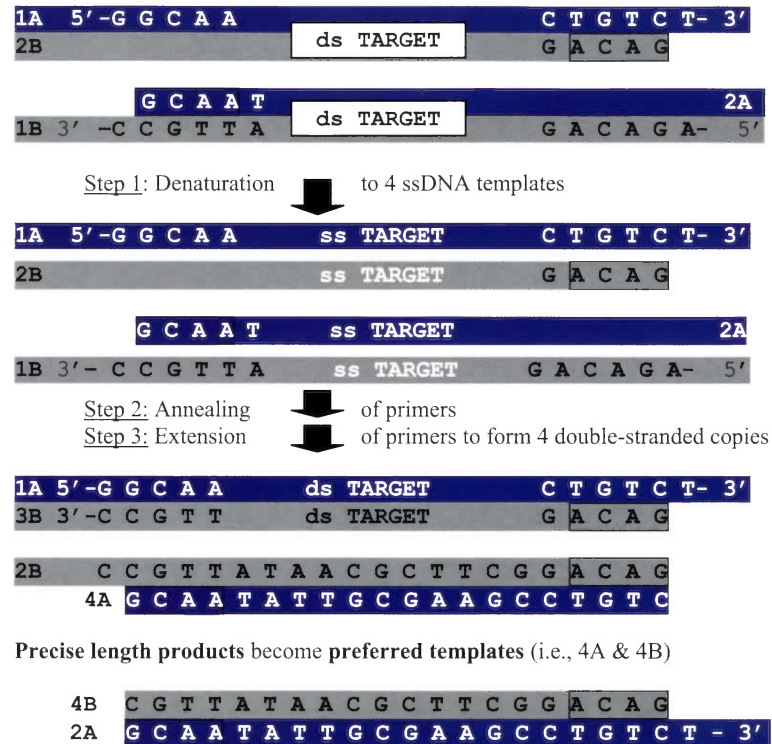 1A 5′-G G C A A C T G T C T- 3′
2B ds TARGET G A C A G
G C A A T 2A
1B 3′ -C C G T T A ds TARGET G A C A G A- 5′
Step 1: Denaturation to 4 ssDNA templates
1A 5′-G G C A A ss TARGET C T G T C T- 3′
2B ss TARGET G A C A G
G C A A T ss TARGET 2A
1B 3′- C C G T T A ss TARGET G A C A G A- 5′
Step 2: Annealing of primers
Step 3: Extension of primers to form 4 double-stranded copies
1A 5′-G G C A A ds TARGET C T G T C T- 3′
3B 3′-C C G T T ds TARGET G A C A G
2B C C G T T A T A A C G C T T C G G A C A G
4A G C A A T A T T G C G A A G C C T G T C
Precise length products become preferred templates (i.e., 4A & 4B)
4B C G T T A T A A C G C T T C G G A C A G
2A G C A A T A T T G C G A A G C C T G T C T - 3′